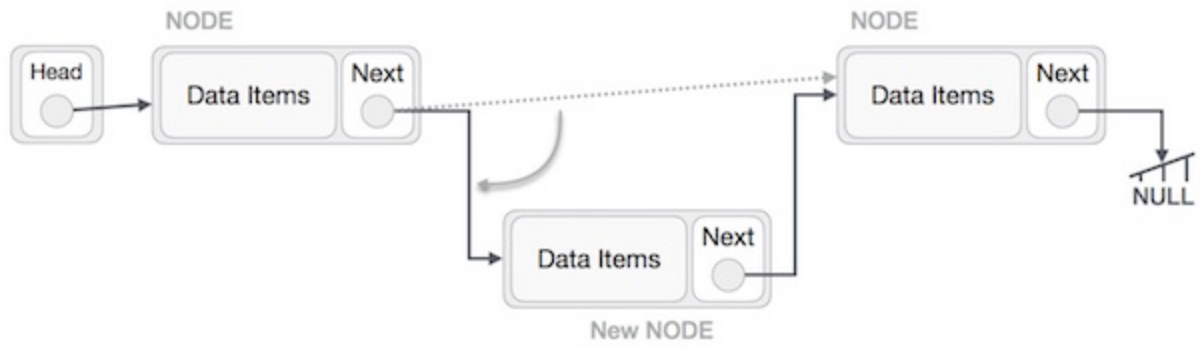 NODE
NODE
Head
Data Items
Next
Data Items
Next
NULL
Data Items
Next
New NODE